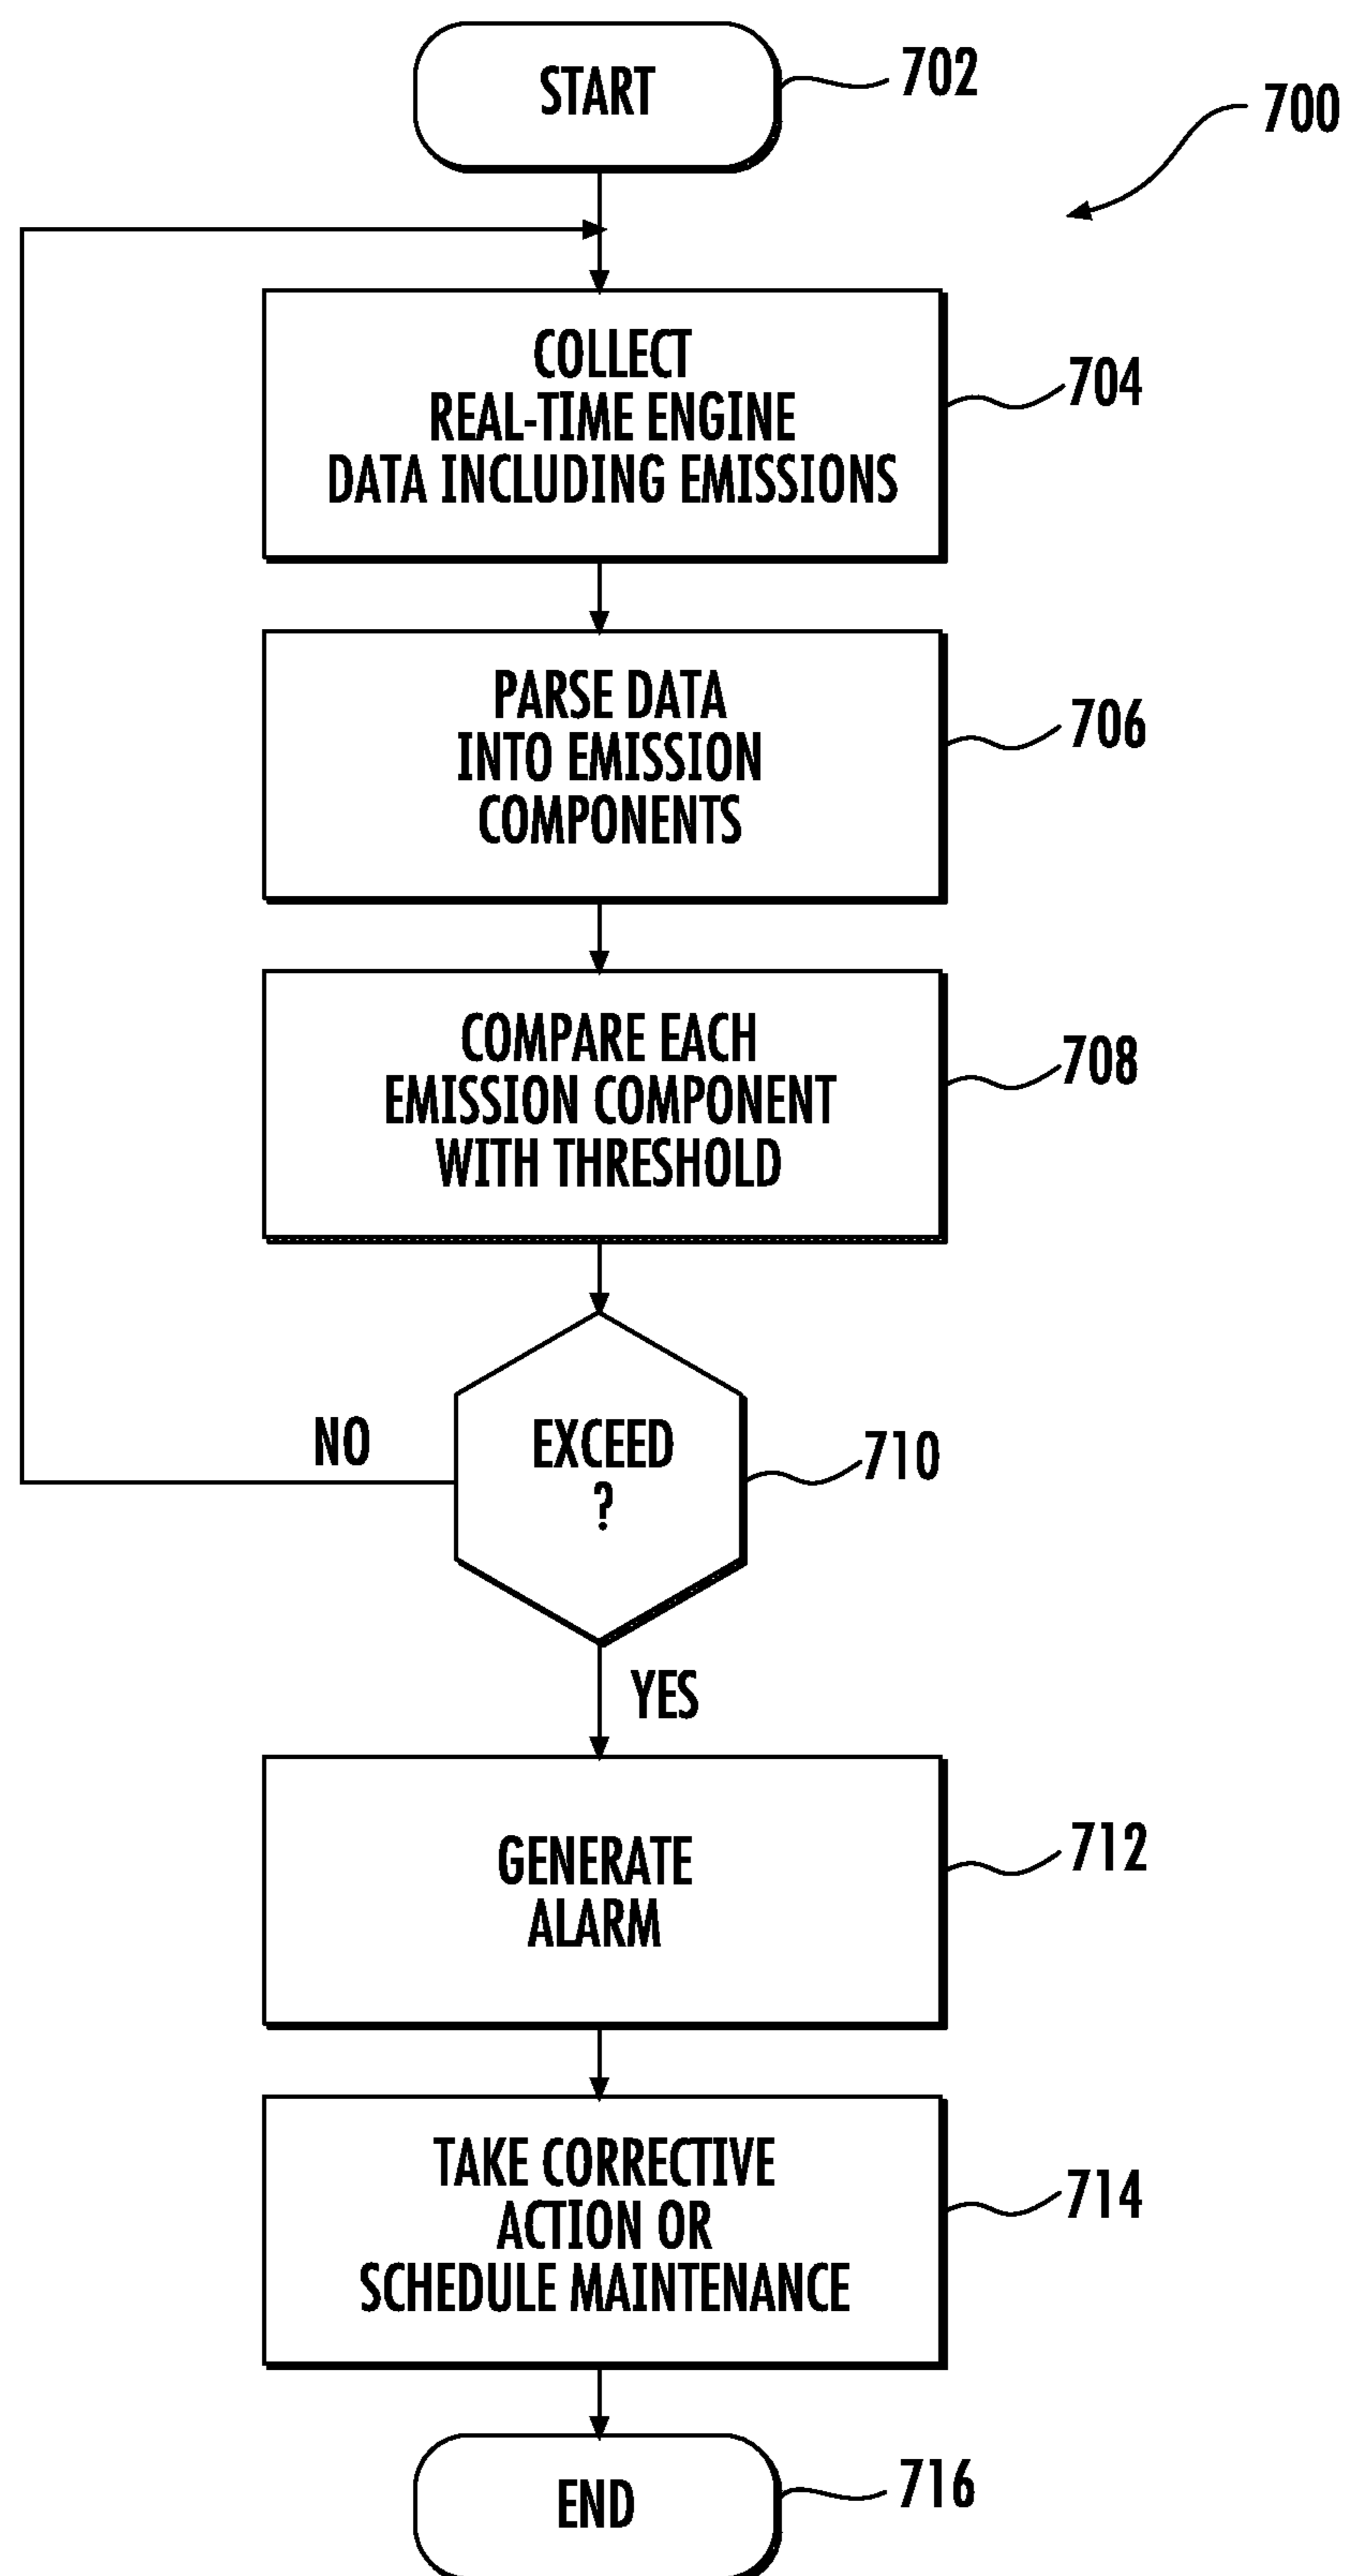 START
702
700
COLLECT
REAL-TIME ENGINE
DATA INCLUDING EMISSIONS
704
PARSE DATA
INTO EMISSION
COMPONENTS
706
COMPARE EACH
EMISSION COMPONENT
WITH THRESHOLD
708
NO
EXCEED
?
710
YES
GENERATE
ALARM
712
TAKE CORRECTIVE
ACTION OR
SCHEDULE MAINTENANCE
714
END
716